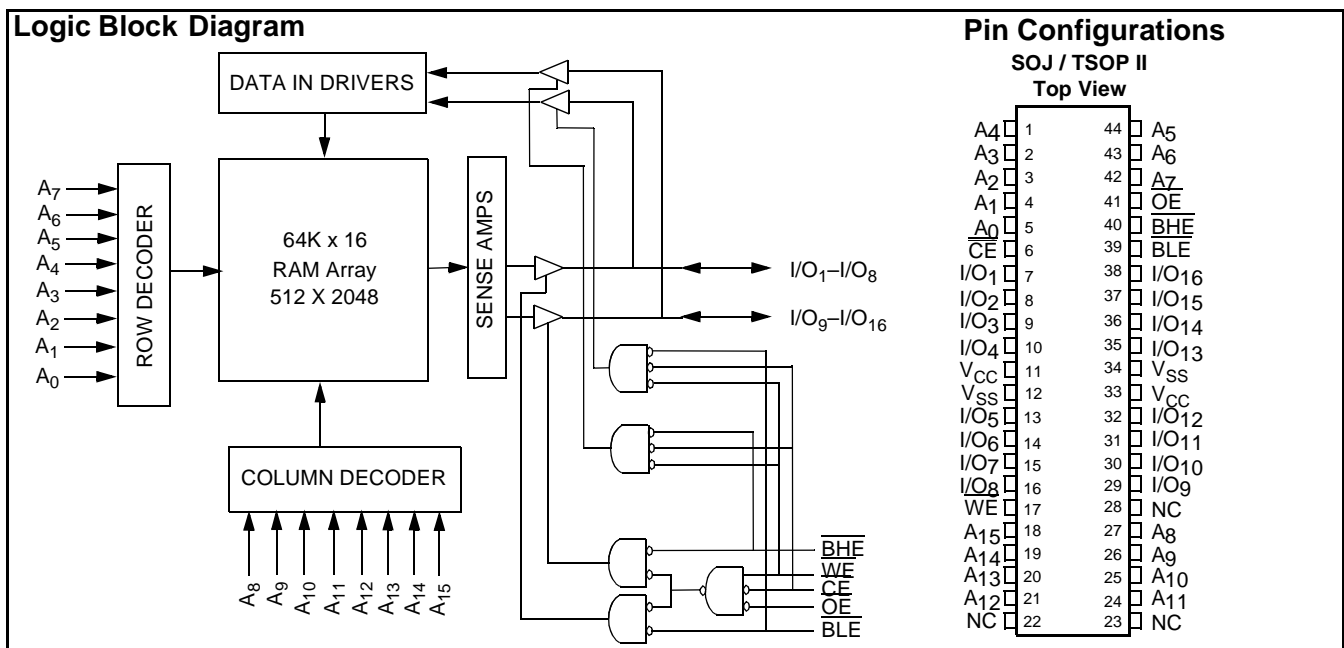 Logic Block Diagram
DATA IN DRIVERS
A7
A6
A5
A4
A3
A2
A1
A0
ROW DECODER
64K x 16
RAM Array
512 X 2048
SENSE AMPS
I/O1–I/O8
I/O9–I/O16
COLUMN DECODER
A8
A9
A10
A11
A12
A13
A14
A15
BHE
WE
CE
OE
BLE
Pin Configurations
SOJ / TSOP II
Top View
A4 1 44 A5
A3 2 43 A6
A2 3 42 A7
A1 4 41 OE
A0 5 40 BHE
CE 6 39 BLE
I/O1 7 38 I/O16
I/O2 8 37 I/O15
I/O3 9 36 I/O14
I/O4 10 35 I/O13
VCC 11 34 VSS
VSS 12 33 VCC
I/O5 13 32 I/O12
I/O6 14 31 I/O11
I/O7 15 30 I/O10
I/O8 16 29 I/O9
WE 17 28 NC
A15 18 27 A8
A14 19 26 A9
A13 20 25 A10
A12 21 24 A11
NC 22 23 NC